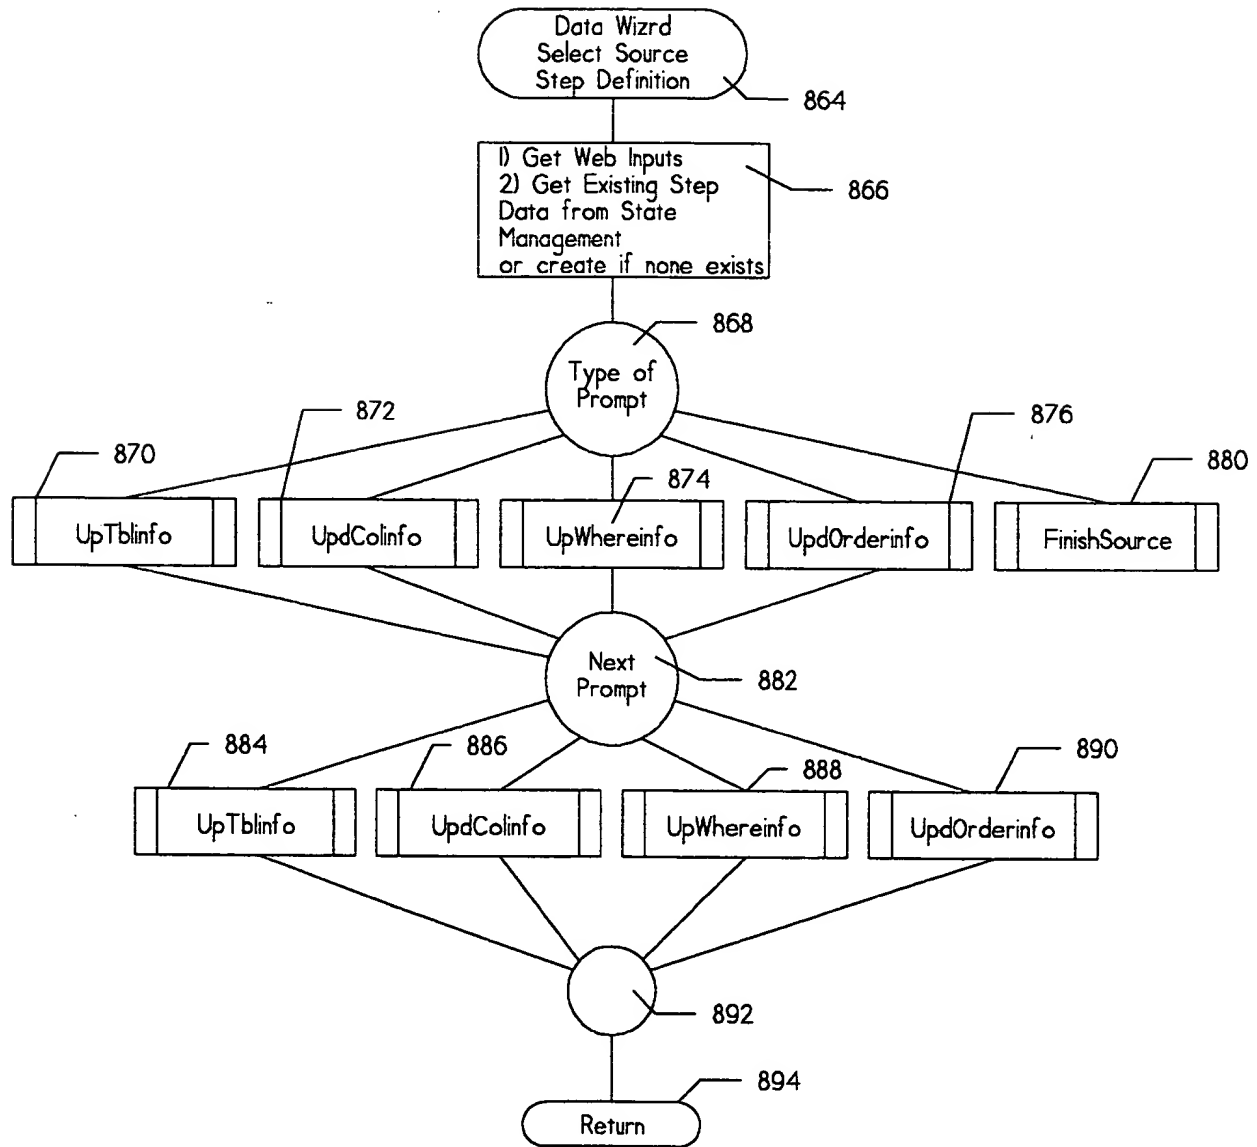 Data Wizrd
Select Source
Step Definition
864
1) Get Web Inputs
2) Get Existing Step
Data from State
Management
or create if none exists
866
868
Type of
Prompt
872
876
870
874
880
UpTblinfo
UpdColinfo
UpWhereinfo
UpdOrderinfo
FinishSource
Next
Prompt
882
884
886
888
890
UpTblinfo
UpdColinfo
UpWhereinfo
UpdOrderinfo
892
894
Return